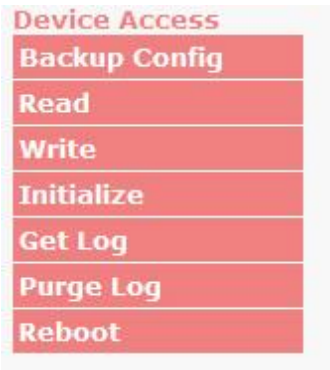 Device Access
Backup Config
Read
Write
Initialize
Get Log
Purge Log
Reboot